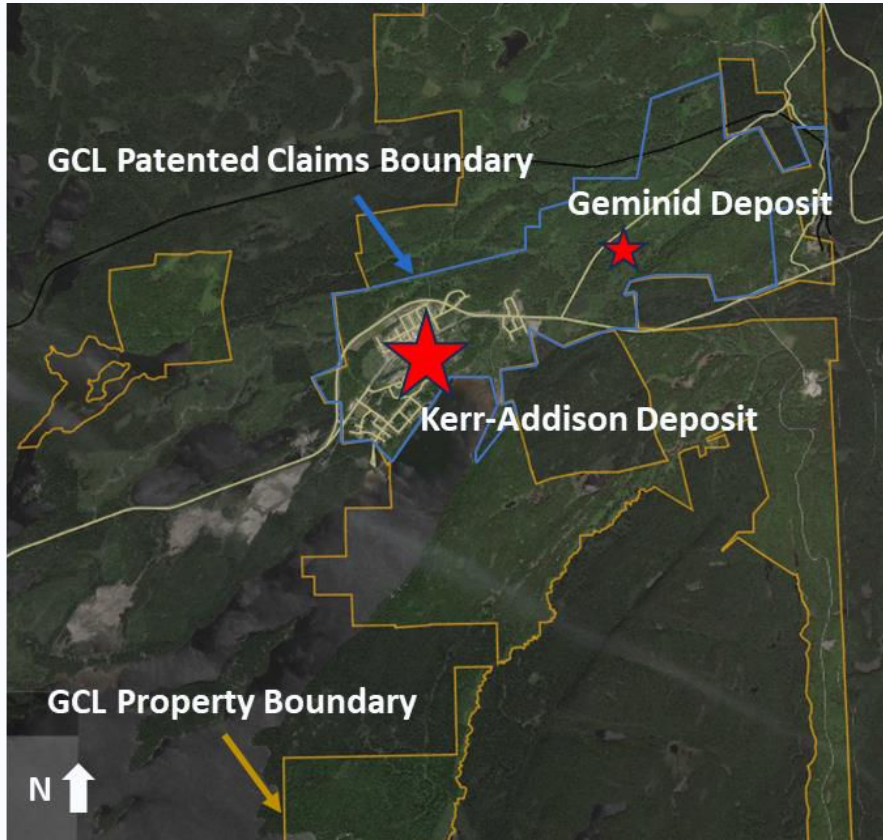 GCL Patented Claims Boundary
Geminid Deposit
Kerr-Addison Deposit
GCL Property Boundary
N